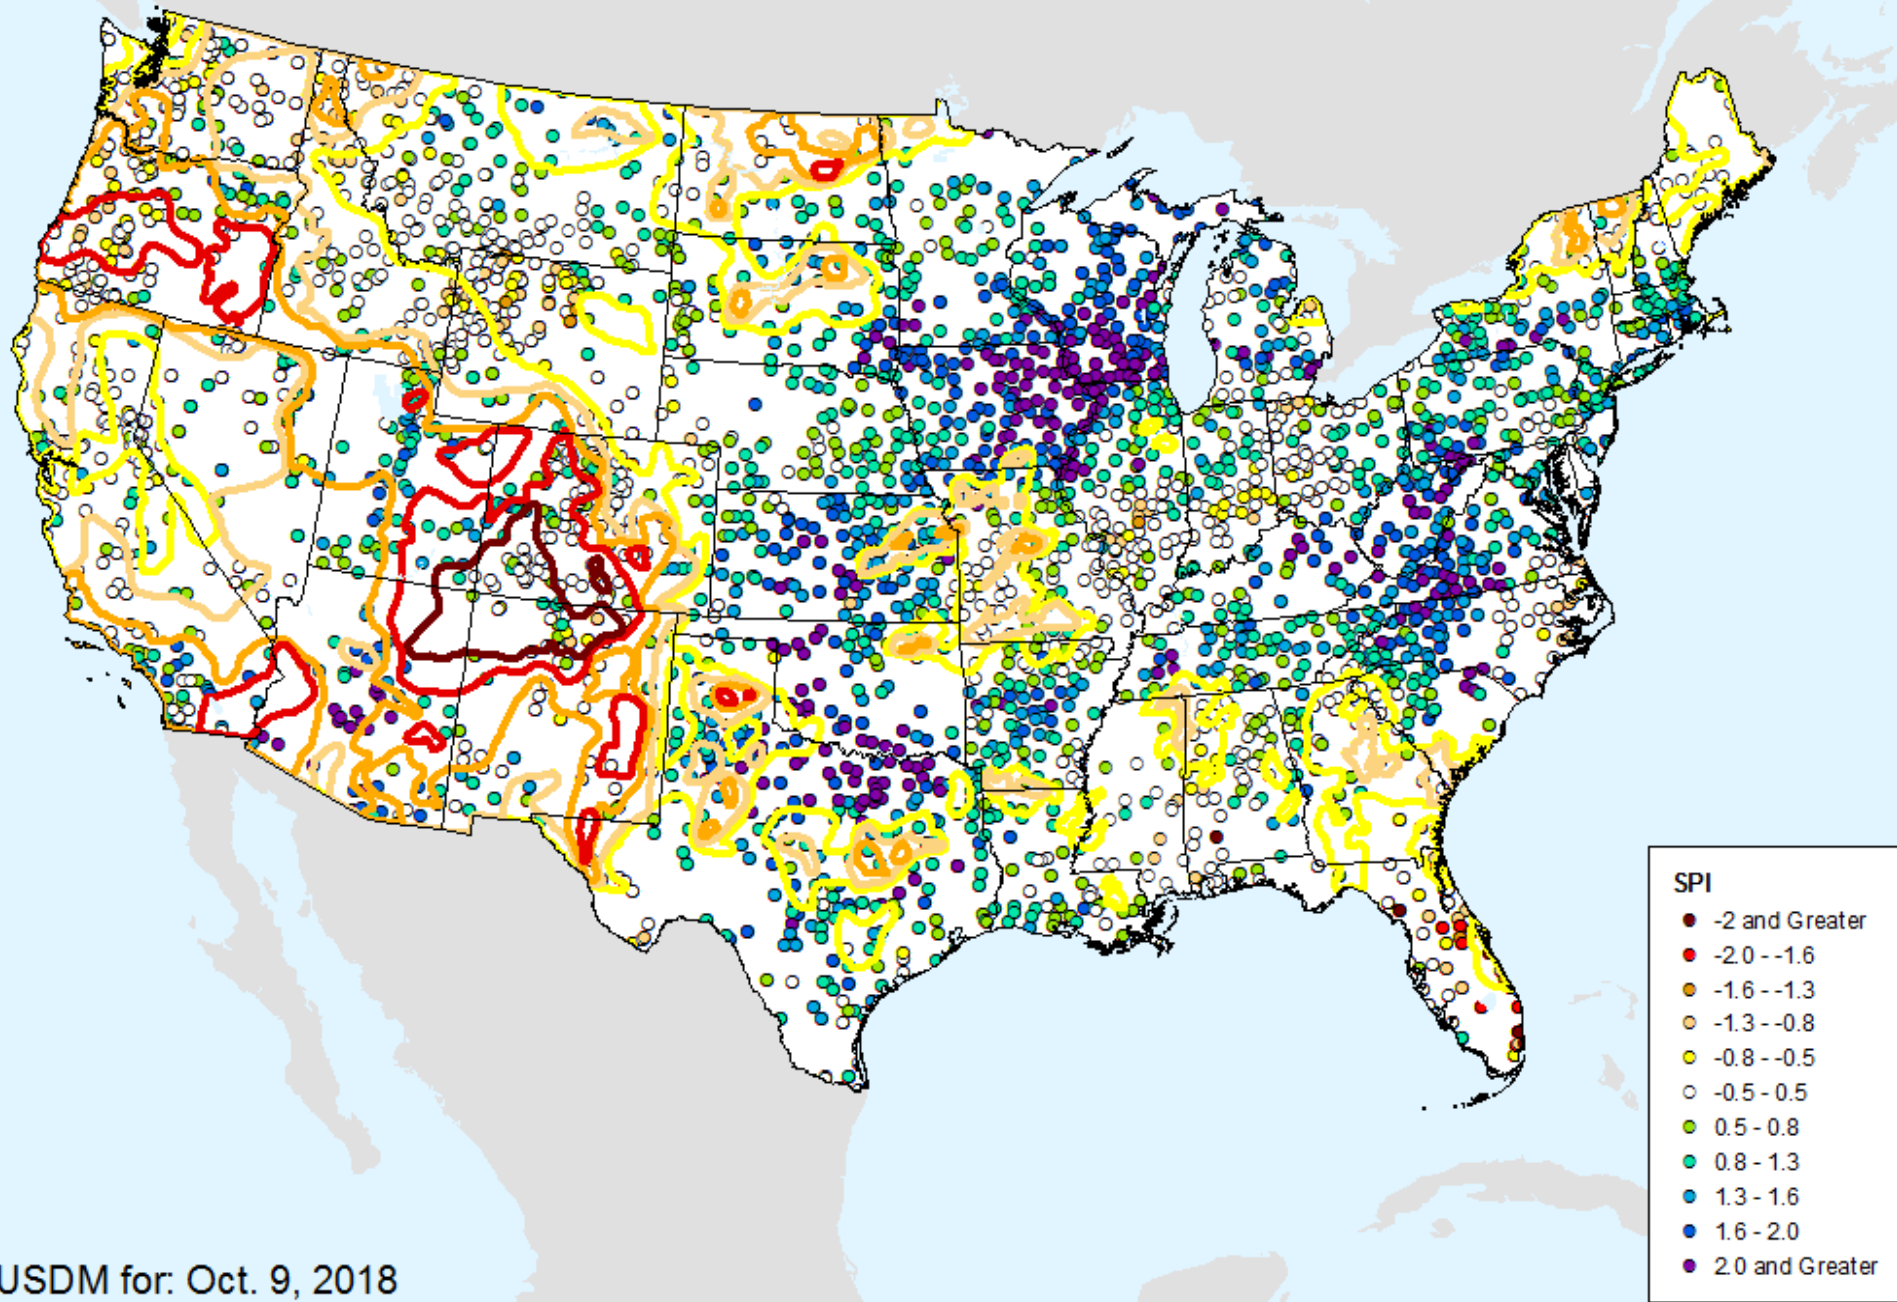 SPI
-2 and Greater
-2.0 - -1.6
-1.6 - -1.3
-1.3 - -0.8
-0.8 - -0.5
-0.5 - 0.5
0.5 - 0.8
0.8 - 1.3
1.3 - 1.6
1.6 - 2.0
2.0 and Greater
USDM for: Oct. 9, 2018